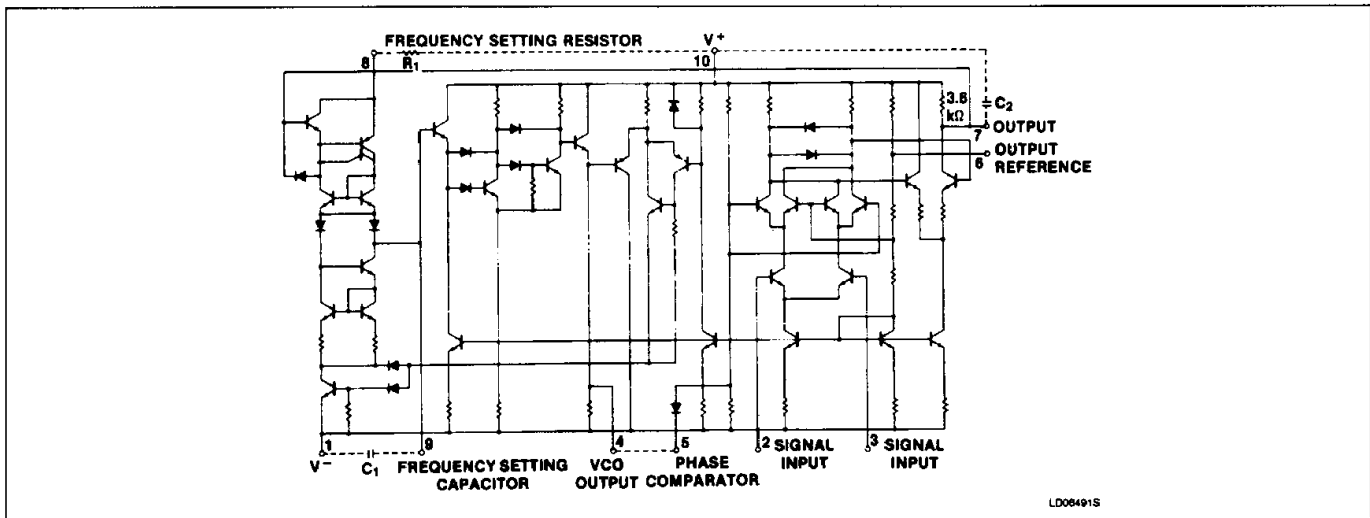 FREQUENCY SETTING RESISTOR
V+
8
R1
10
3.6
kΩ
C2
OUTPUT
7
OUTPUT
6
REFERENCE
1
9
4
5
2
SIGNAL
3
SIGNAL
V−
C1
FREQUENCY SETTING
VCO
PHASE
INPUT
INPUT
CAPACITOR
OUTPUT
COMPARATOR
LD06491S